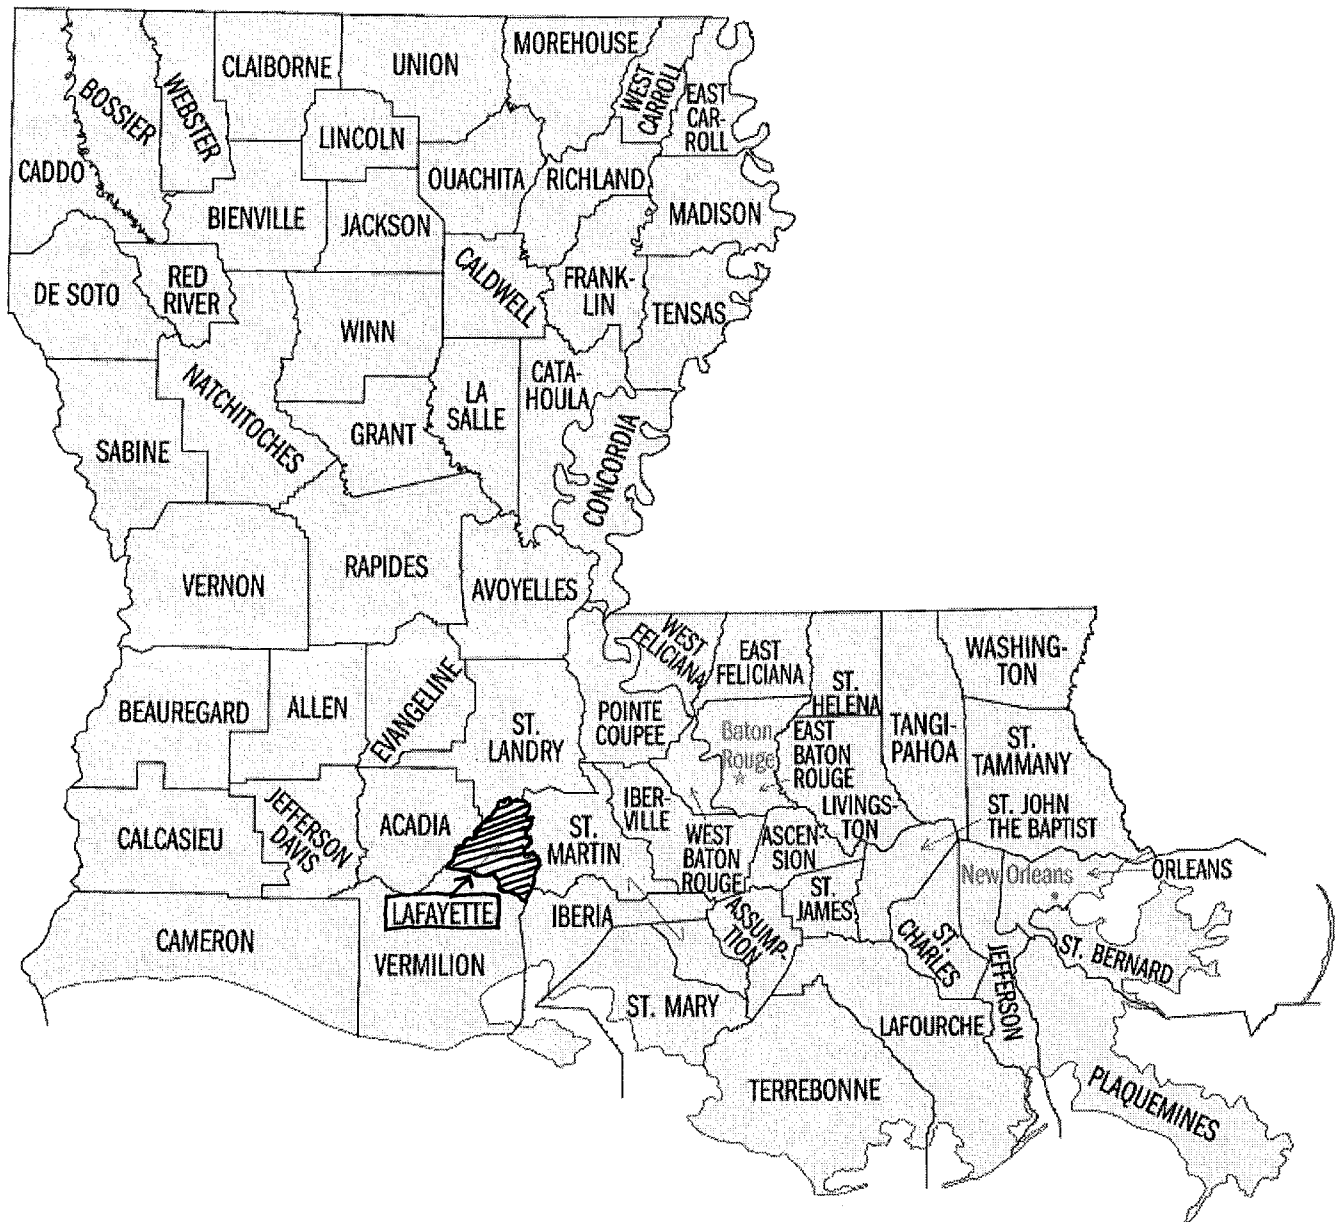 MOREHOUSE
CLAIBORNE
UNION
WEST
CARROLL
EAST
CAR-
ROLL
BOSSIER
WEBSTER
LINCOLN
CADDO
OUACHITA
RICHLAND
BIENVILLE
JACKSON
MADISON
CALDWELL
FRANK-
LIN
RED
RIVER
DE SOTO
TENSAS
WINN
NATCHITOCHES
LA
SALLE
CATA-
HOULA
GRANT
SABINE
CONCORDIA
VERNON
RAPIDES
AVOYELLES
WEST
FELICIANA
EAST
FELICIANA
ST.
HELENA
WASHING-
TON
BEAUREGARD
ALLEN
EVANGELINE
ST.
LANDRY
POINTE
COUPEE
Baton
Rouge
EAST
BATON
ROUGE
TANGI-
PAHOA
ST.
TAMMANY
CALCASIEU
JEFFERSON
DAVIS
ACADIA
ST.
MARTIN
IBER-
VILLE
WEST
BATON
ROUGE
ASCEN-
SION
LIVINGS-
TON
ST. JOHN
THE BAPTIST
New Orleans
ORLEANS
LAFAYETTE
IBERIA
ASSUMP-
TION
ST.
JAMES
ST.
CHARLES
JEFFERSON
ST. BERNARD
CAMERON
VERMILION
ST. MARY
LAFOURCHE
TERREBONNE
PLAQUEMINES